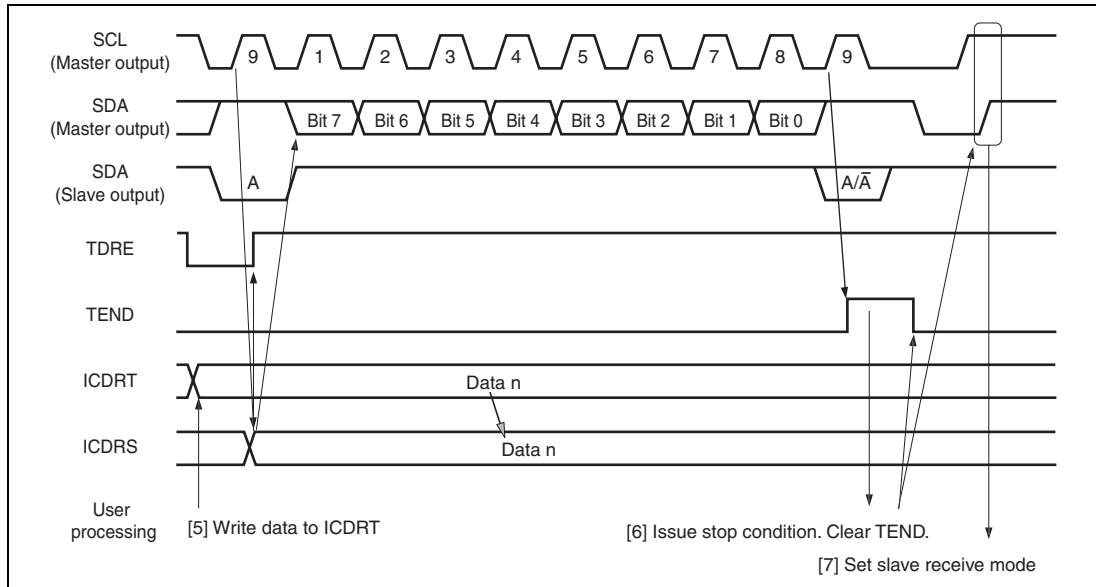 SCL
(Master output)
9 1 2 3 4 5 6 7 8 9
SDA
(Master output)
Bit 7 Bit 6 Bit 5 Bit 4 Bit 3 Bit 2 Bit 1 Bit 0
SDA
(Slave output)
A A/A̅
TDRE
TEND
ICDRT
Data n
ICDRS
Data n
User
processing
[5] Write data to ICDRT
[6] Issue stop condition. Clear TEND.
[7] Set slave receive mode